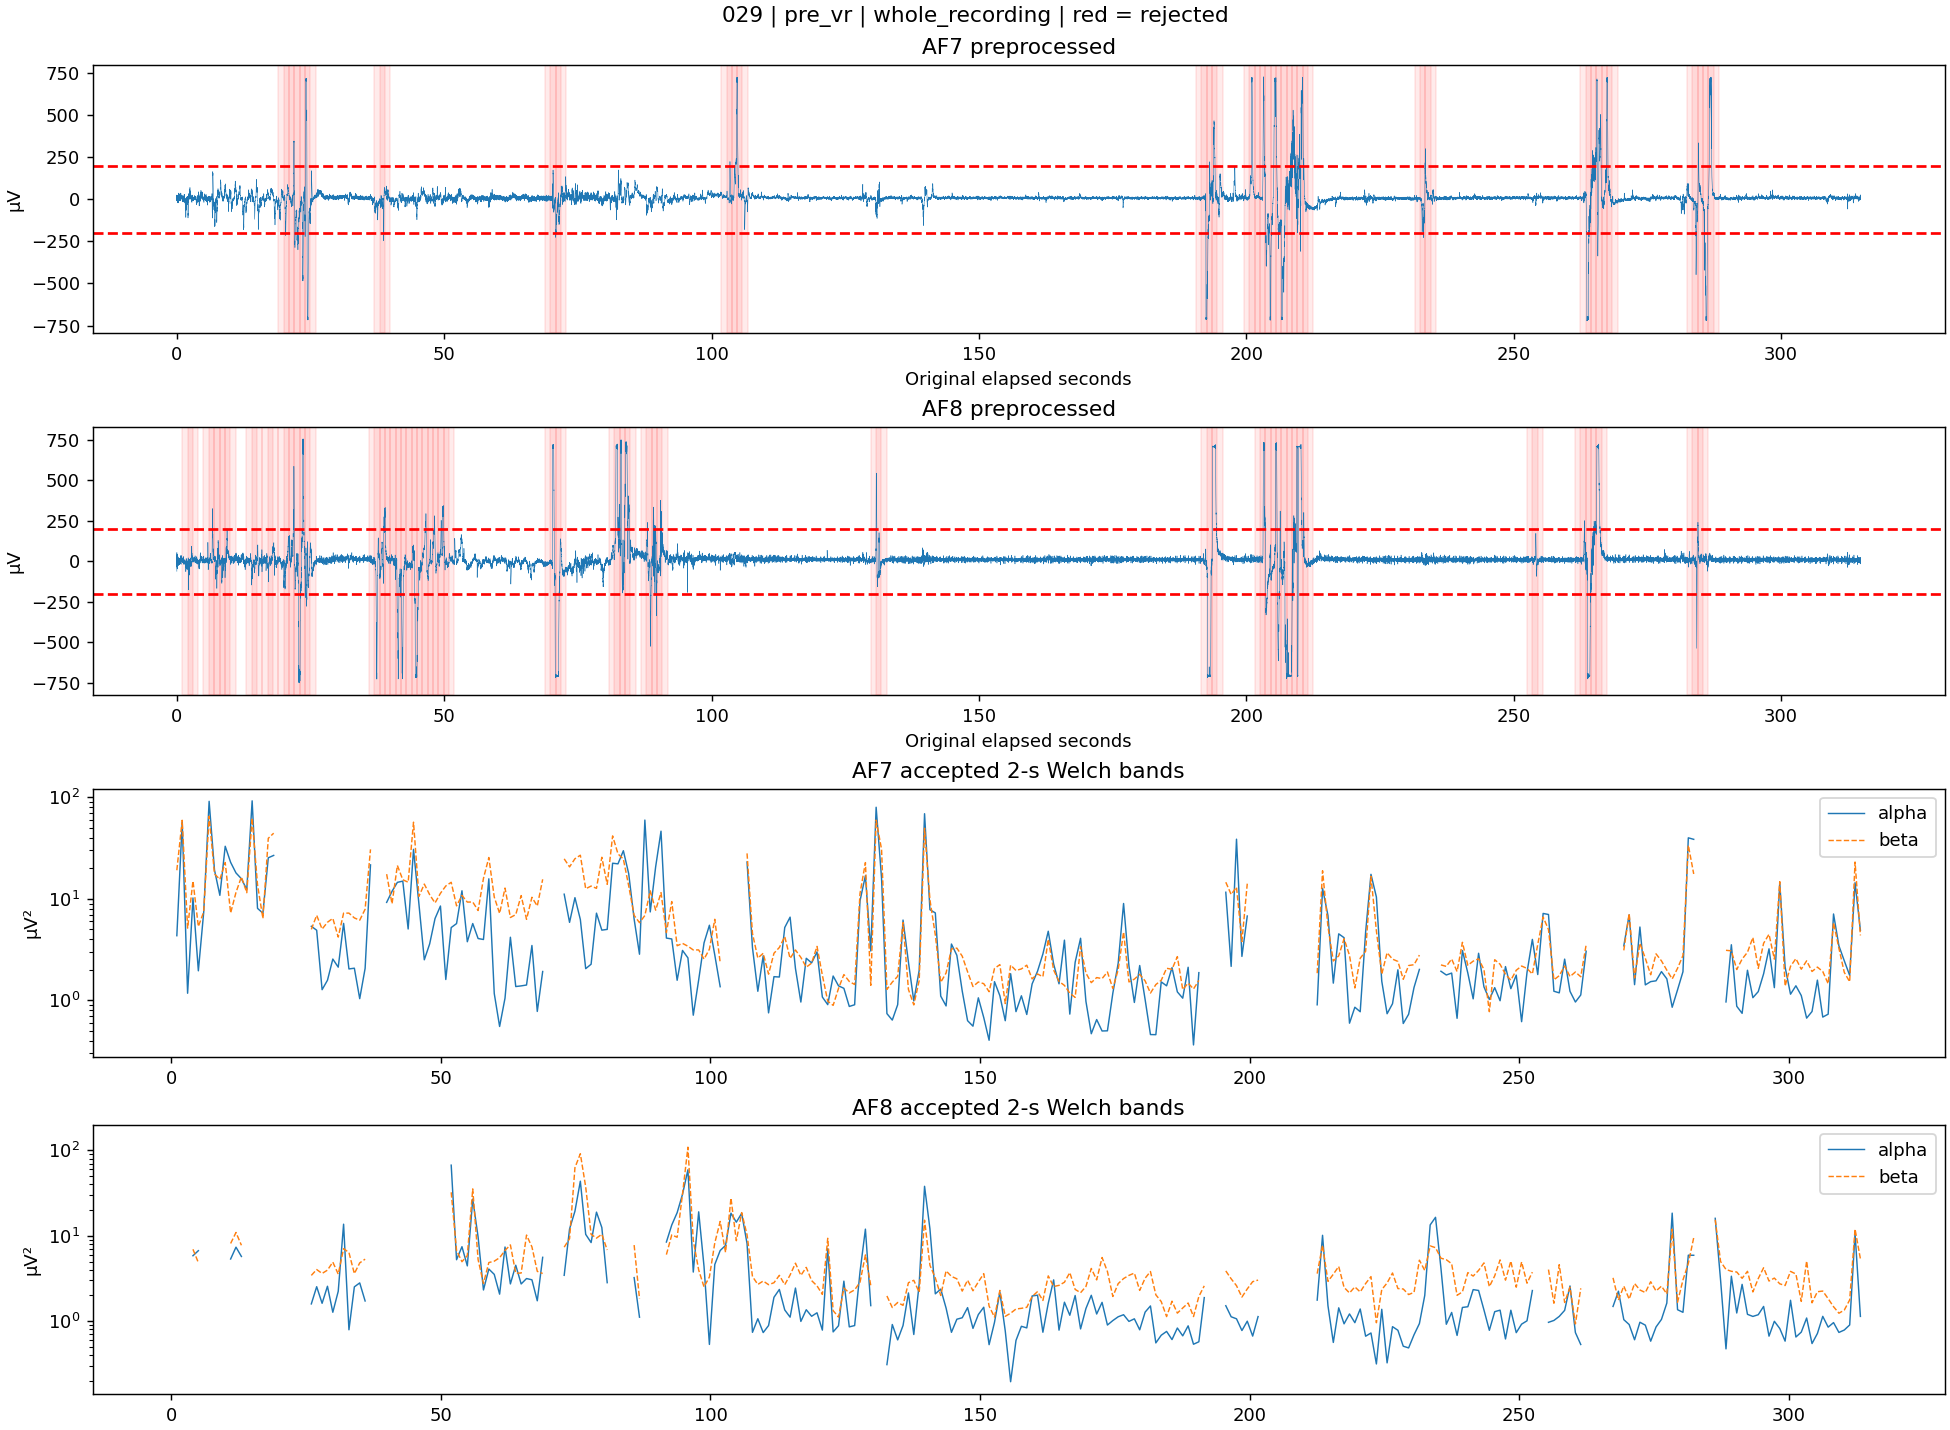 029 | pre_vr | whole_recording | red = rejected
AF7 preprocessed
750
500
250
0
−250
−500
−750
µV
0 50 100 150 200 250 300
Original elapsed seconds
AF8 preprocessed
750
500
250
0
−250
−500
−750
µV
0 50 100 150 200 250 300
Original elapsed seconds
AF7 accepted 2-s Welch bands
10²
10¹
10⁰
µV²
alpha
beta
0 50 100 150 200 250 300
AF8 accepted 2-s Welch bands
10²
10¹
10⁰
µV²
alpha
beta
0 50 100 150 200 250 300